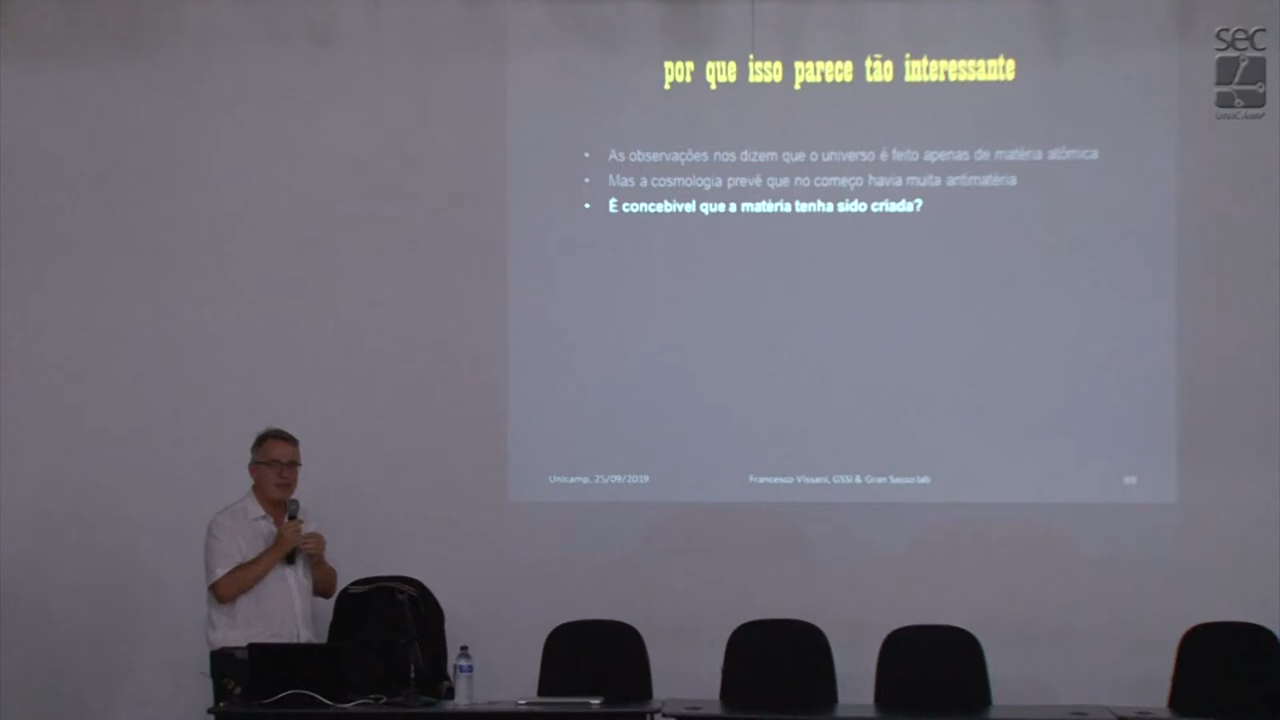 por que isso parece tão interessante
sec
UNICAMP
• As observações nos dizem que o universo é feito apenas de matéria atômica
• Mas a cosmologia prevê que no começo havia muita antimatéria
• É concebivel que a matéria tenha sido criada?
Unicamp, 25/09/2019
Francesco Vissani, GSSI & Gran Sasso lab